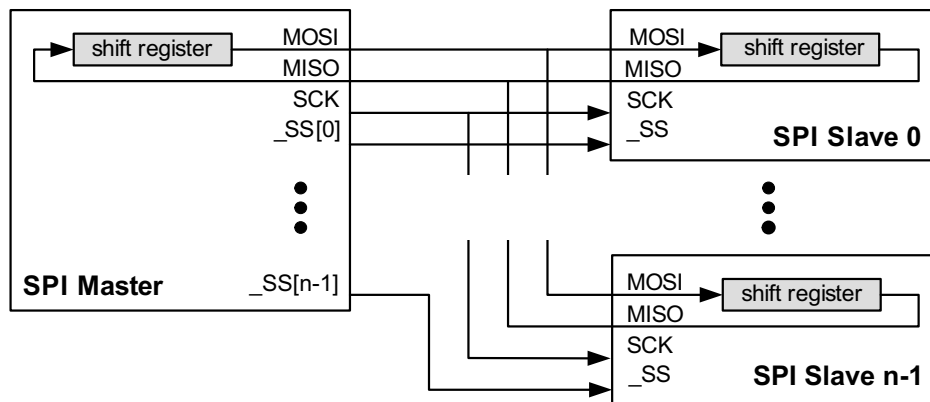 shift register
MOSI
MISO
SCK
_SS[0]
SPI Master
_SS[n-1]
MOSI
shift register
MISO
SCK
_SS
SPI Slave 0
MOSI
shift register
MISO
SCK
_SS
SPI Slave n-1